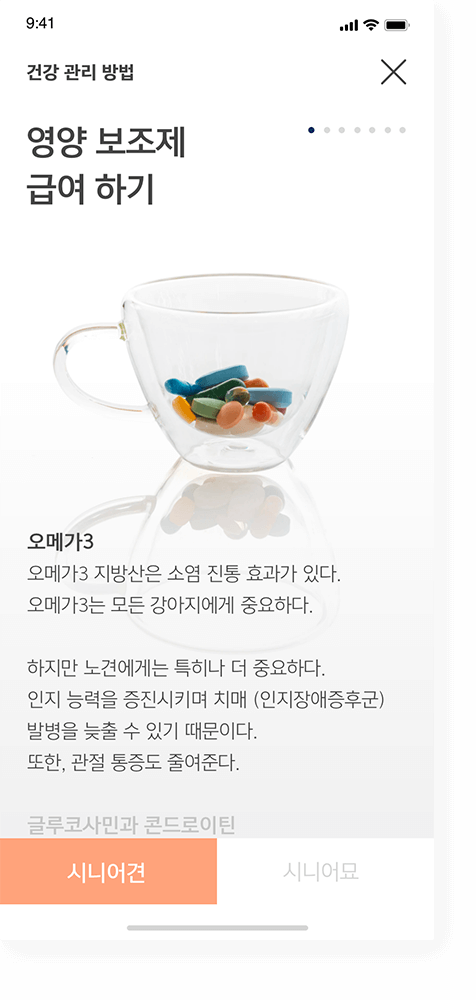 9:41
건강 관리 방법
영양 보조제
급여 하기
오메가3
오메가3 지방산은 소염 진통 효과가 있다.
오메가3는 모든 강아지에게 중요하다.
하지만 노견에게는 특히나 더 중요하다.
인지 능력을 증진시키며 치매 (인지장애증후군)
발병을 늦출 수 있기 때문이다.
또한, 관절 통증도 줄여준다.
글루코사민과 콘드로이틴
시니어견
시니어묘